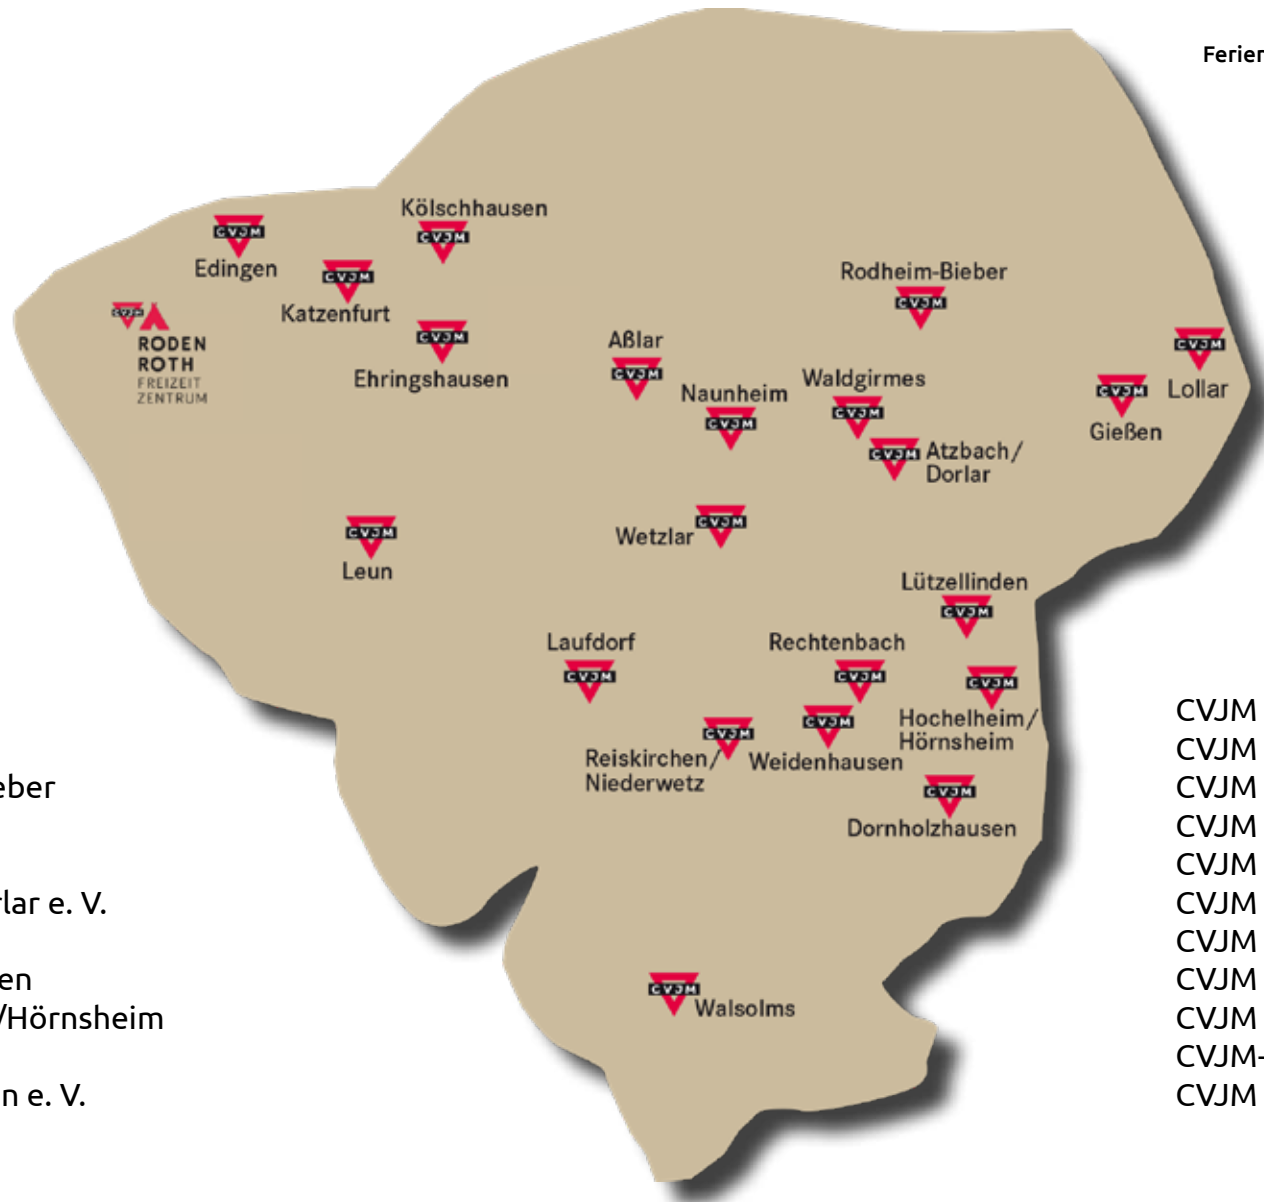 Ferien
Kölschhausen
CVJM
CVJM
Edingen
Rodheim-Bieber
CVJM
Katzenfurt
CVJM
CVJM
RODEN
ROTH
FREIZEIT
ZENTRUM
CVJM
Ehringshausen
Aßlar
CVJM
Naunheim
CVJM
Waldgirmes
CVJM
CVJM
Atzbach/
Dorlar
CVJM
Lollar
CVJM
Gießen
CVJM
Leun
Wetzlar
CVJM
Lützellinden
CVJM
Laufdorf
CVJM
Rechtenbach
CVJM
CVJM
Hochelheim/
Hörnsheim
CVJM
Weidenhausen
CVJM
Reiskirchen/
Niederwetz
CVJM
Dornholzhausen
CVJM
Walsolms
eber
lar e. V.
en
/Hörnsheim
n e. V.
CVJM
CVJM
CVJM
CVJM
CVJM
CVJM
CVJM
CVJM
CVJM
CVJM-
CVJM